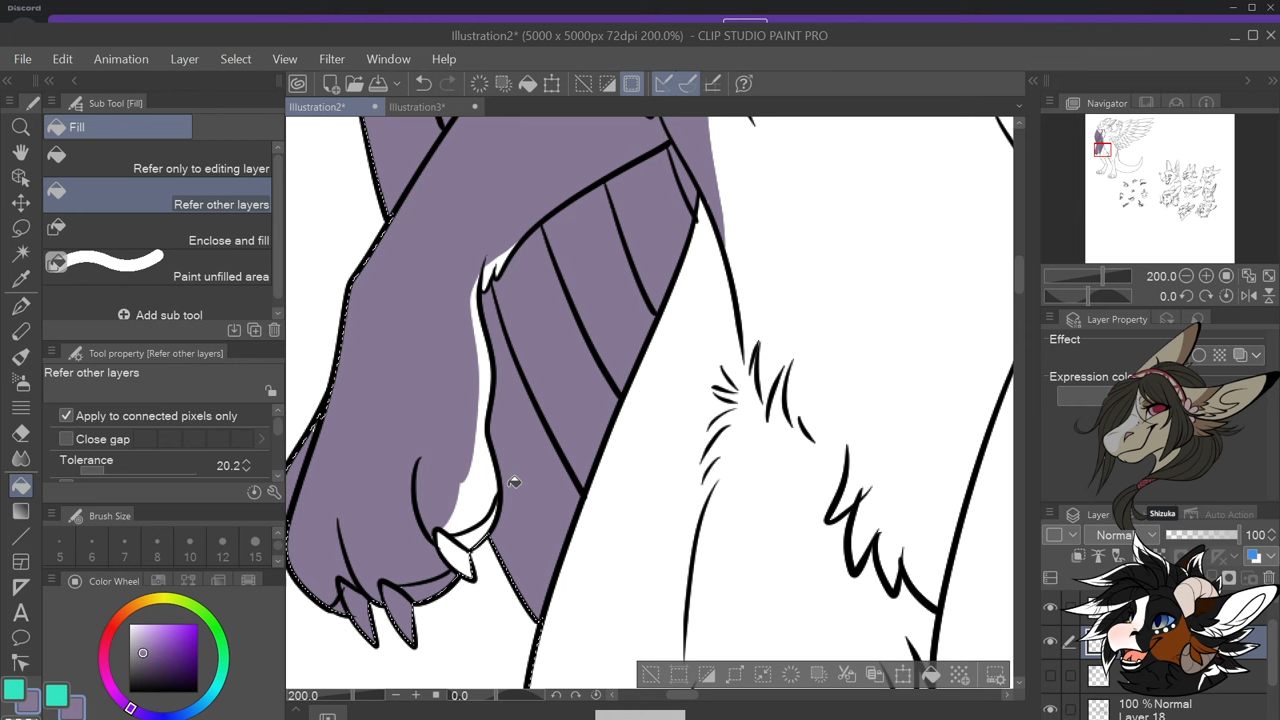 Discord
Illustration2* (5000 x 5000px 72dpi 200.0%) - CLIP STUDIO PAINT PRO
File Edit Animation Layer Select View Filter Window Help
Sub Tool [Fill]
Illustration2*
Illustration3*
Navigator
Fill
Refer only to editing layer
Refer other layers
Enclose and fill
Paint unfilled area
Add sub tool
Tool property [Refer other layers]
Refer other layers
Apply to connected pixels only
Close gap
Tolerance
20.2
Brush Size
5 6 7 8 10 12 15
Color Wheel
200.0
0.0
200.0
0.0
Layer Property
Effect
Expression
Shizuka
Layer
Auto Action
Normal
100
100 % Normal
Layer 18